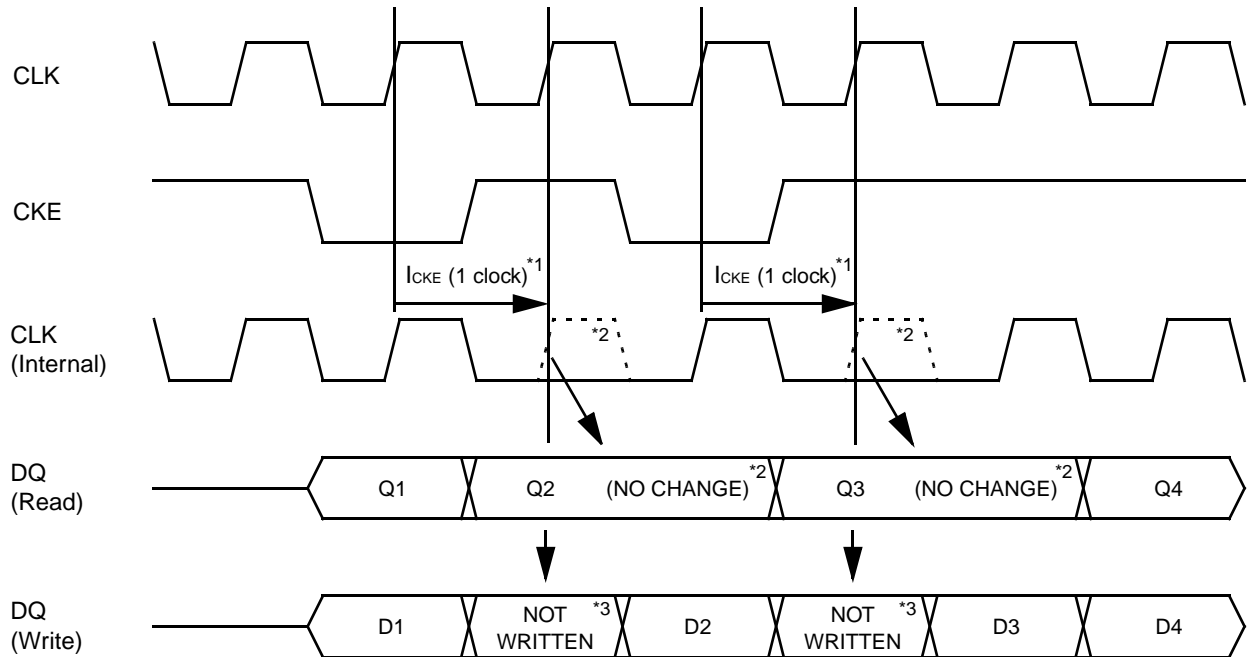 CLK
CKE
ICKE (1 clock)*1
ICKE (1 clock)*1
CLK
(Internal)
*2
*2
DQ
(Read)
Q1
Q2
(NO CHANGE)*2
Q3
(NO CHANGE)*2
Q4
DQ
(Write)
D1
NOT *3
WRITTEN
D2
NOT *3
WRITTEN
D3
D4